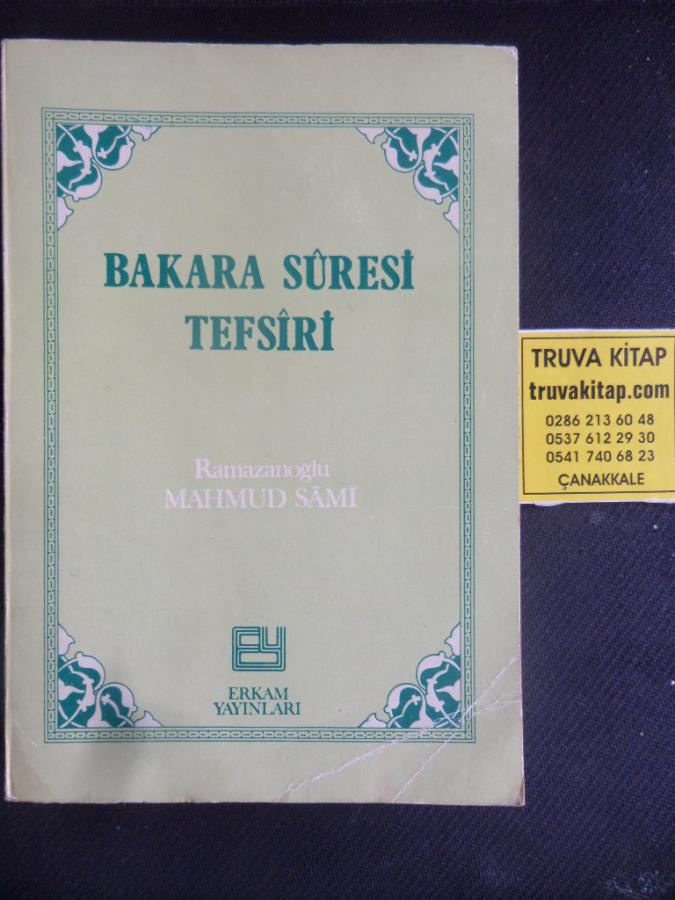 BAKARA SÛRESİ
TEFSÎRİ
Ramazanoğlu
MAHMUD SÂMÎ
EY
ERKAM
YAYINLARI
TRUVA KİTAP
truvakitap.com
0286 213 60 48
0537 612 29 30
0541 740 68 23
ÇANAKKALE